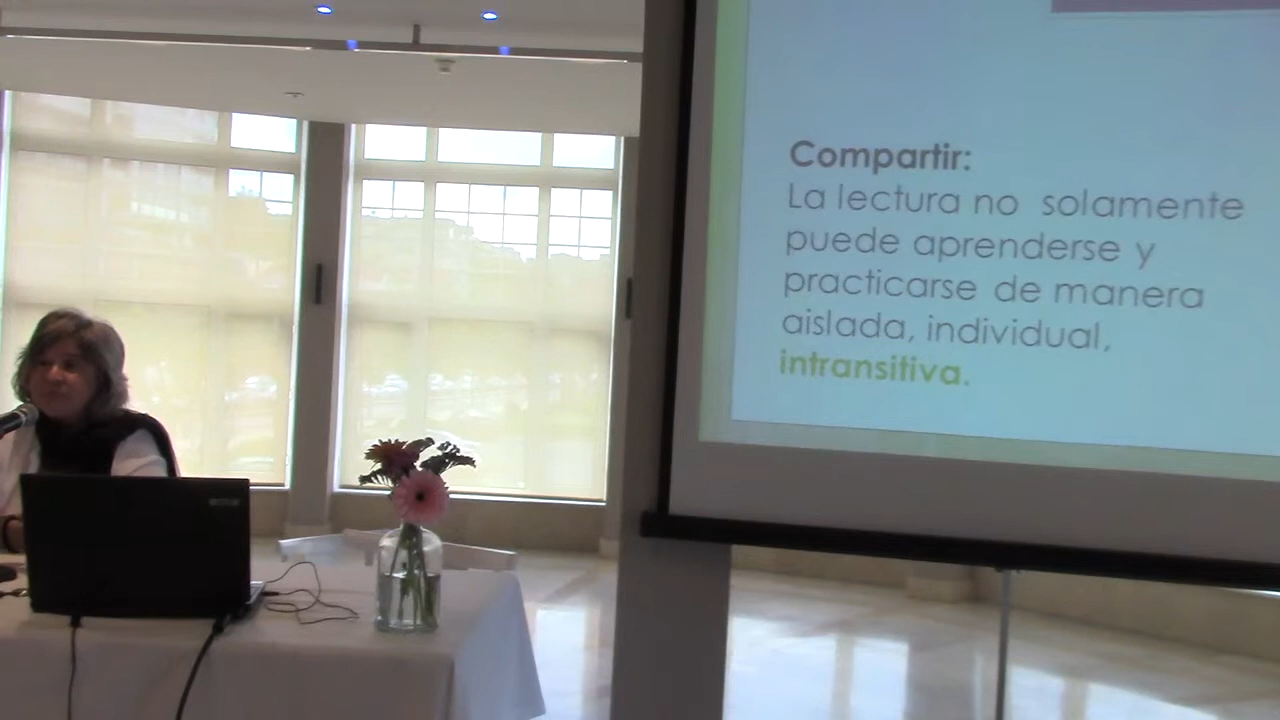 Compartir:
La lectura no solamente
puede aprenderse y
practicarse de manera
aislada, individual,
intransitiva.